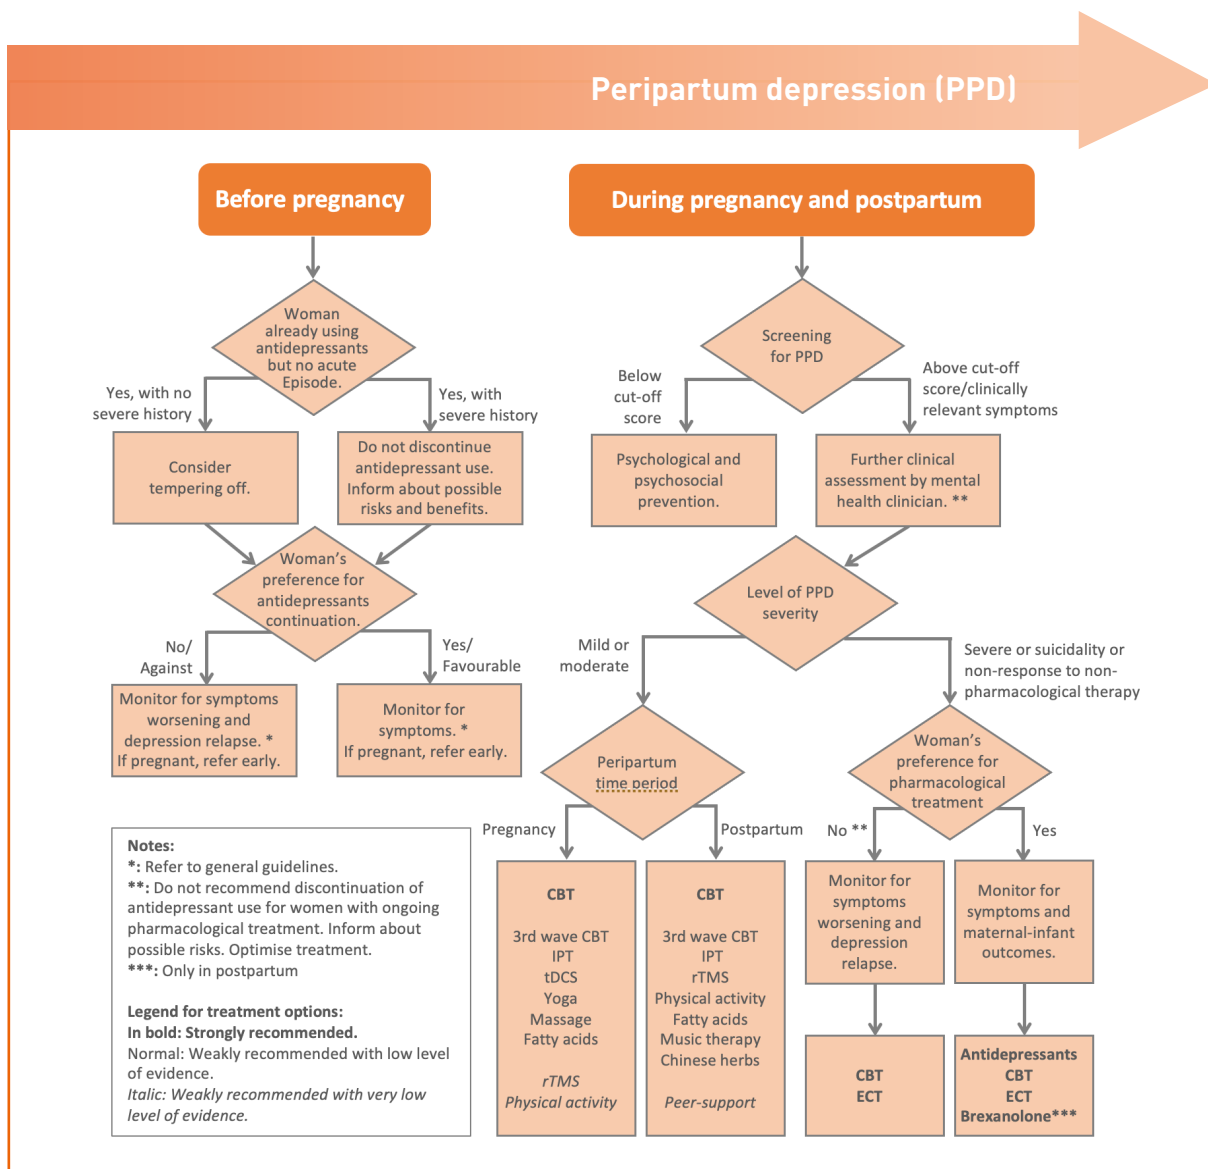 Peripartum depression (PPD)
Before pregnancy
During pregnancy and postpartum
Woman
already using
antidepressants
but no acute
Episode.
Yes, with no
severe history
Yes, with
severe history
Consider
tempering off.
Do not discontinue
antidepressant use.
Inform about possible
risks and benefits.
Woman's
preference for
antidepressants
continuation.
No/
Against
Yes/
Favourable
Monitor for symptoms
worsening and
depression relapse. *
If pregnant, refer early.
Monitor for
symptoms. *
If pregnant, refer early.
Screening
for PPD
Below
cut-off
score
Above cut-off
score/clinically
relevant symptoms
Psychological and
psychosocial
prevention.
Further clinical
assessment by mental
health clinician. **
Level of PPD
severity
Mild or
moderate
Severe or suicidality or
non-response to non-
pharmacological therapy
Peripartum
time period
Woman's
preference for
pharmacological
treatment
Pregnancy
Postpartum
No **
Yes
CBT
3rd wave CBT
IPT
tDCS
Yoga
Massage
Fatty acids
rTMS
Physical activity
CBT
3rd wave CBT
IPT
rTMS
Physical activity
Fatty acids
Music therapy
Chinese herbs
Peer-support
Monitor for
symptoms
worsening and
depression
relapse.
Monitor for
symptoms and
maternal-infant
outcomes.
CBT
ECT
Antidepressants
CBT
ECT
Brexanolone***
Notes:
*: Refer to general guidelines.
**: Do not recommend discontinuation of
antidepressant use for women with ongoing
pharmacological treatment. Inform about
possible risks. Optimise treatment.
***: Only in postpartum
Legend for treatment options:
In bold: Strongly recommended.
Normal: Weakly recommended with low level
of evidence.
Italic: Weakly recommended with very low
level of evidence.